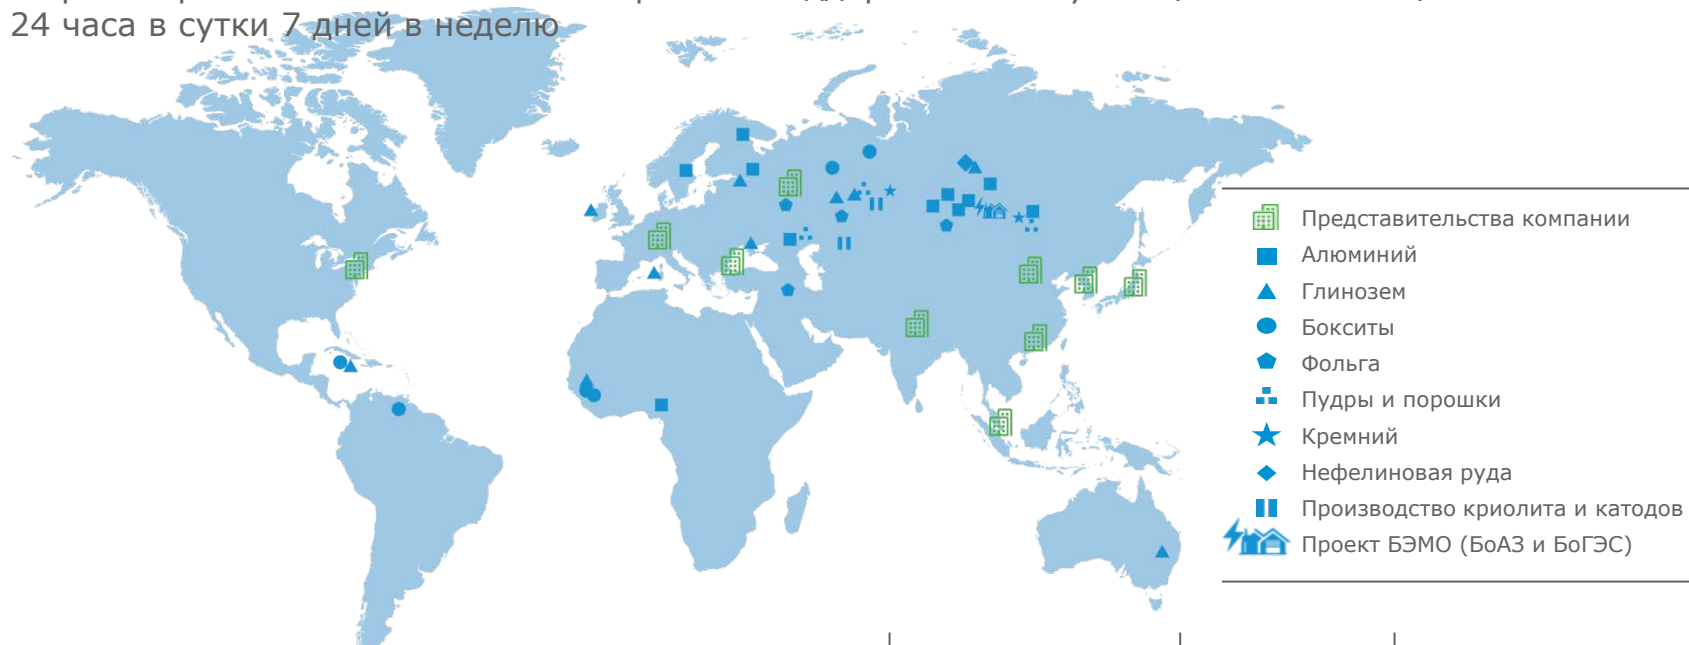 24 часа в сутки 7 дней в неделю
Представительства компании
Алюминий
Глинозем
Бокситы
Фольга
Пудры и порошки
Кремний
Нефелиновая руда
Производство криолита и катодов
Проект БЭМО (БоАЗ и БоГЭС)